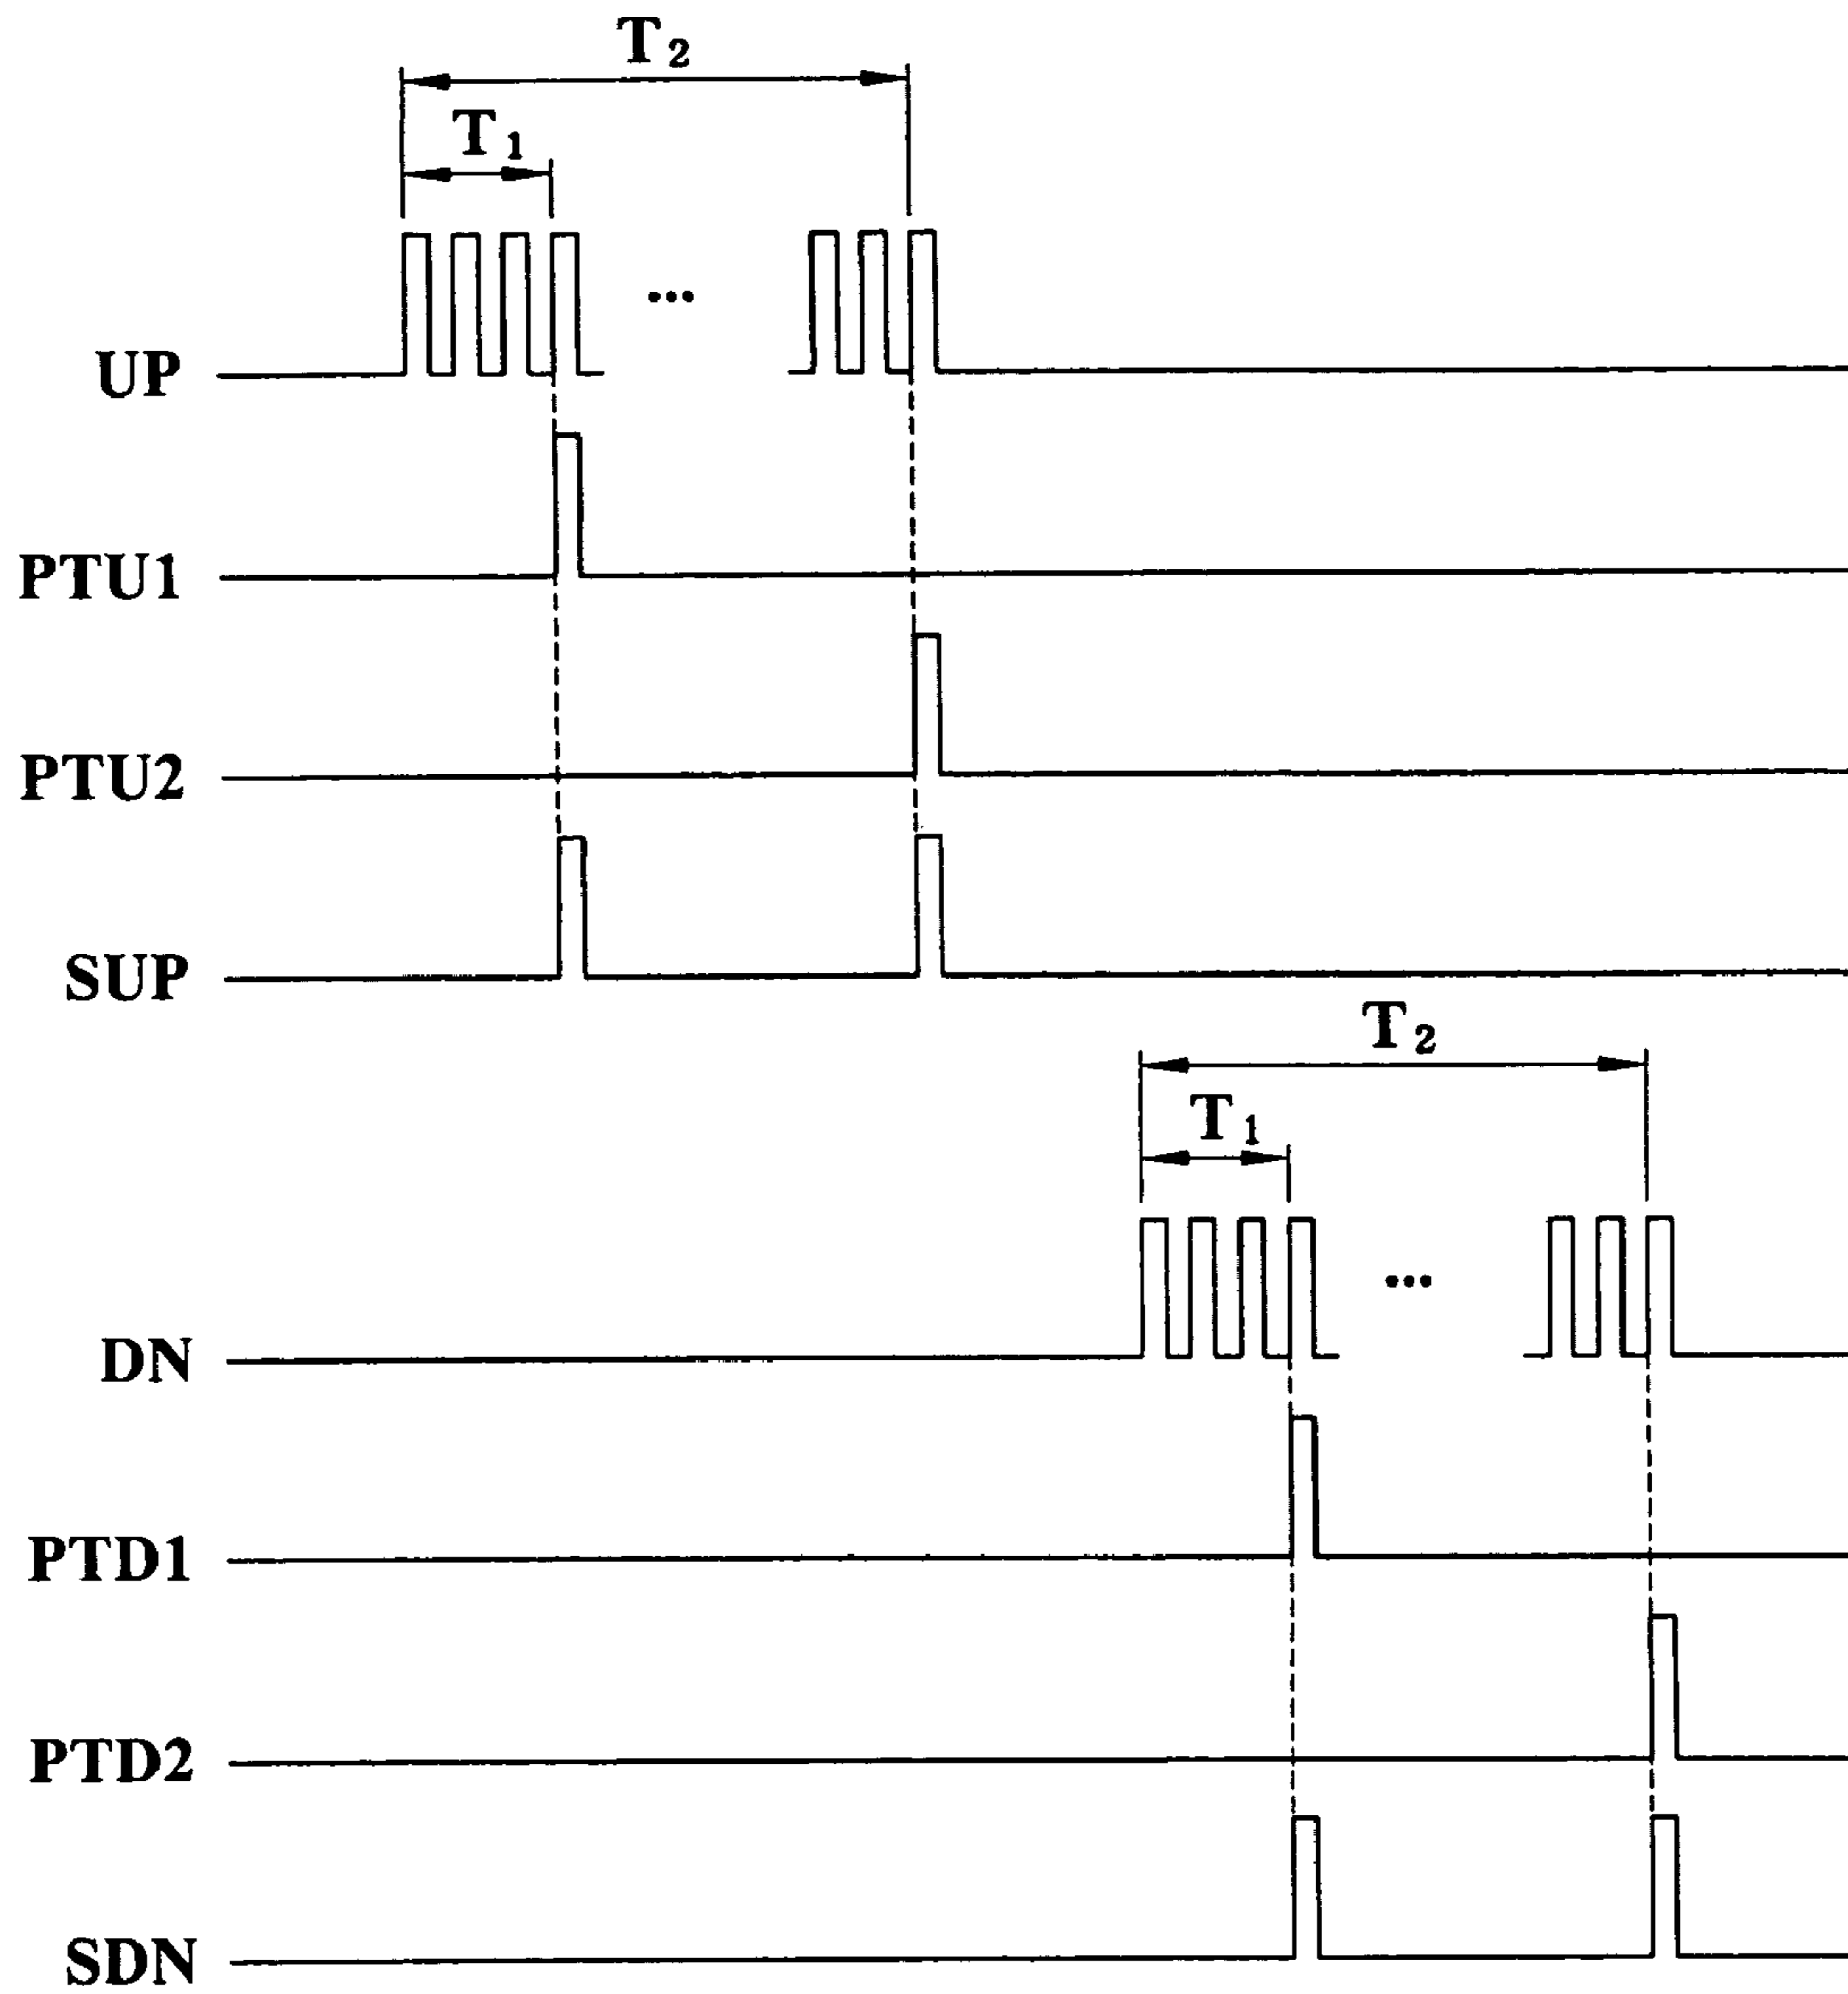 T₂
T₁
...
UP
PTU1
PTU2
SUP
T₂
T₁
...
DN
PTD1
PTD2
SDN